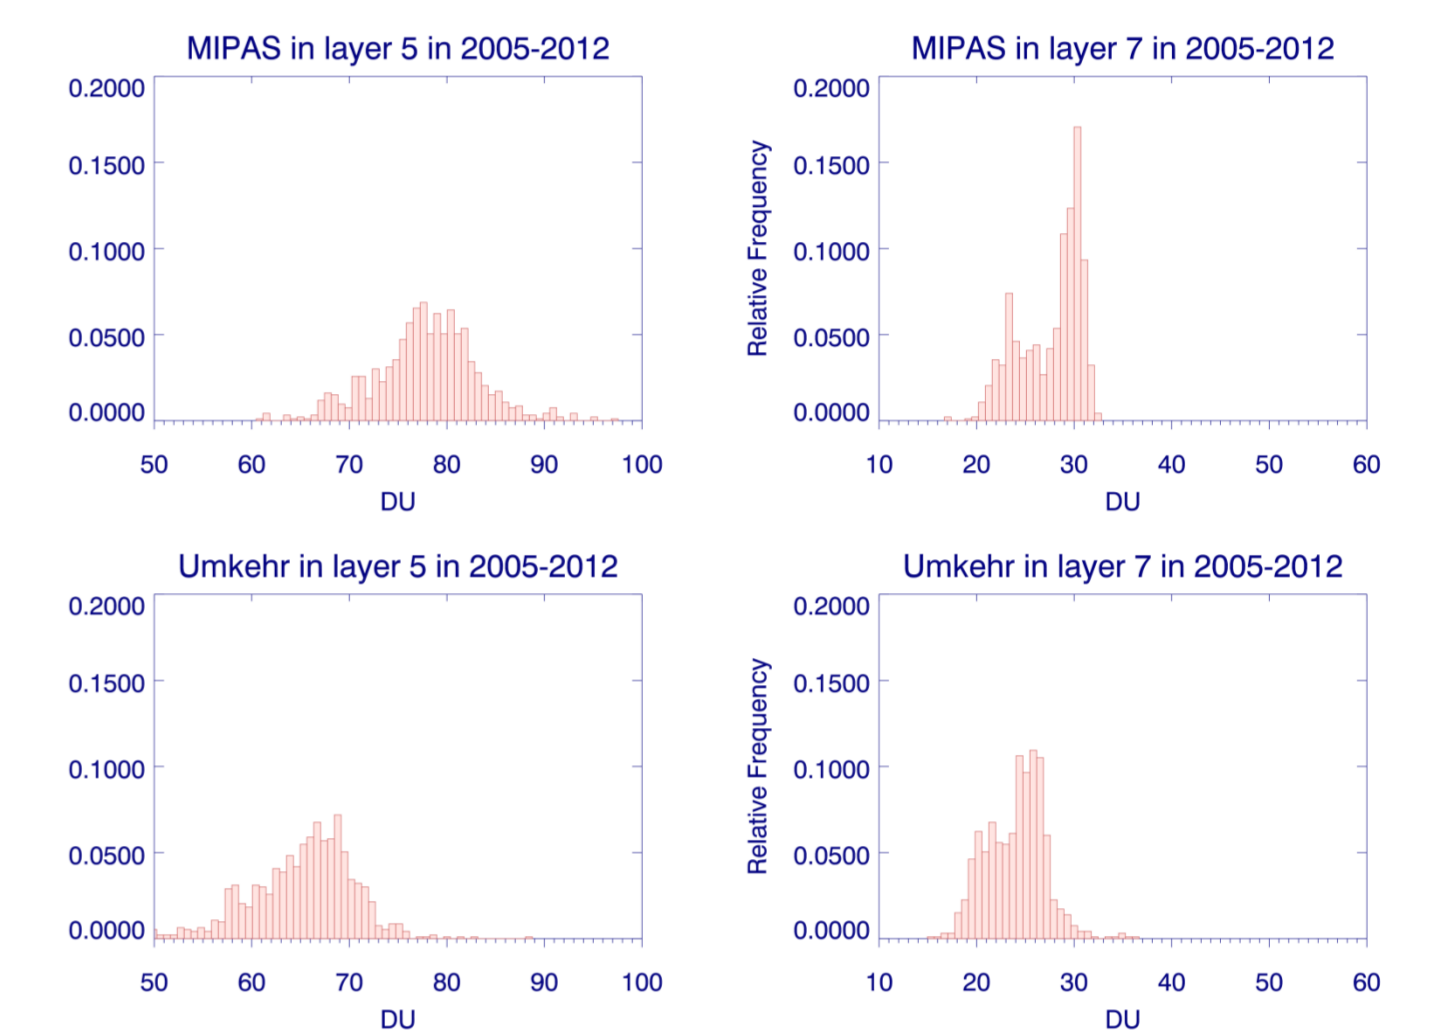 MIPAS in layer 5 in 2005-2012
0.2000
0.1500
0.1000
0.0500
0.0000
50 60 70 80 90 100
DU
MIPAS in layer 7 in 2005-2012
Relative Frequency
0.2000
0.1500
0.1000
0.0500
0.0000
10 20 30 40 50 60
DU
Umkehr in layer 5 in 2005-2012
0.2000
0.1500
0.1000
0.0500
0.0000
50 60 70 80 90 100
DU
Umkehr in layer 7 in 2005-2012
Relative Frequency
0.2000
0.1500
0.1000
0.0500
0.0000
10 20 30 40 50 60
DU